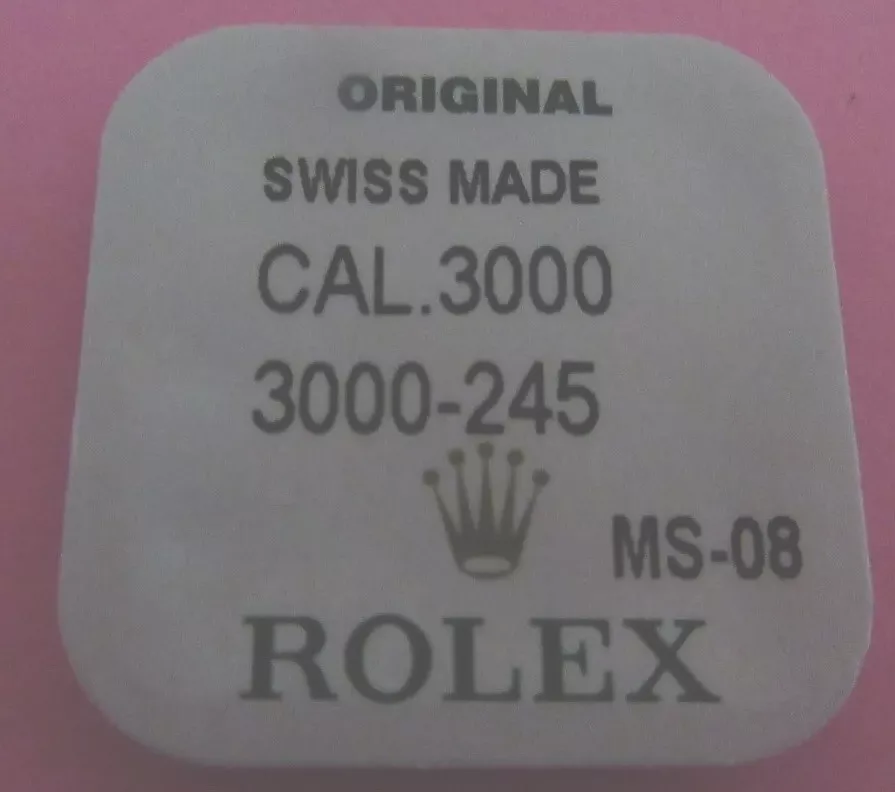 ORIGINAL
SWISS MADE
CAL.3000
3000-245
MS-08
ROLEX